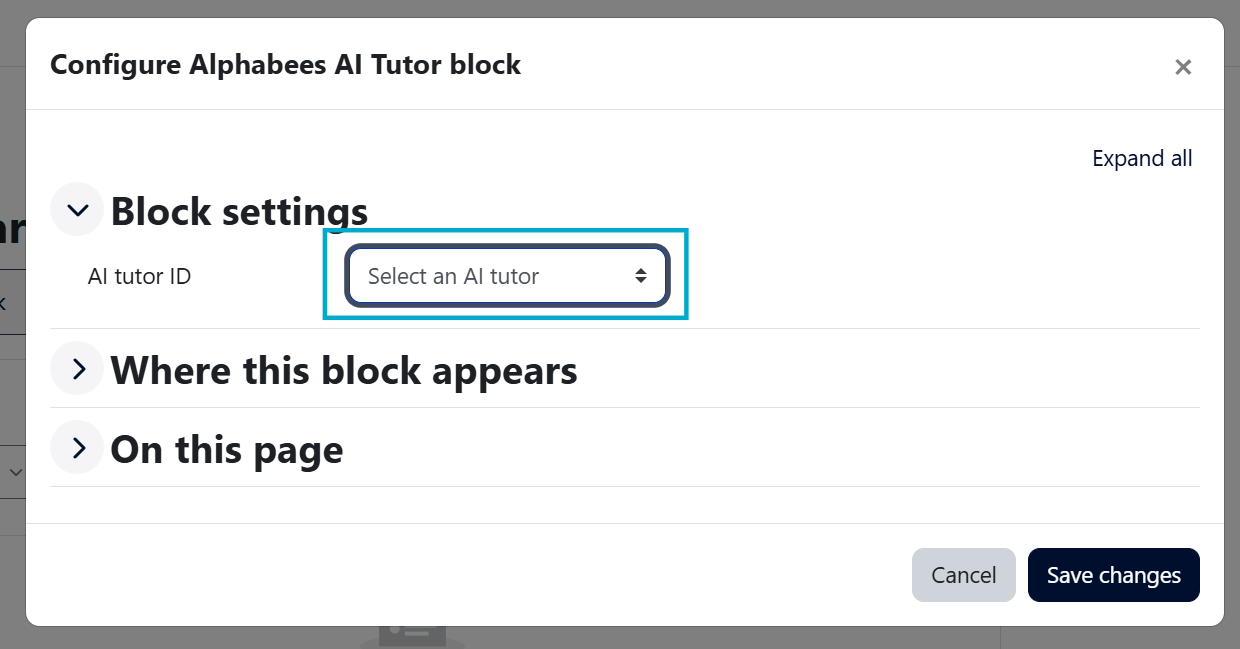 Configure Alphabees AI Tutor block
Expand all
Block settings
AI tutor ID
Select an AI tutor
Where this block appears
On this page
Cancel
Save changes